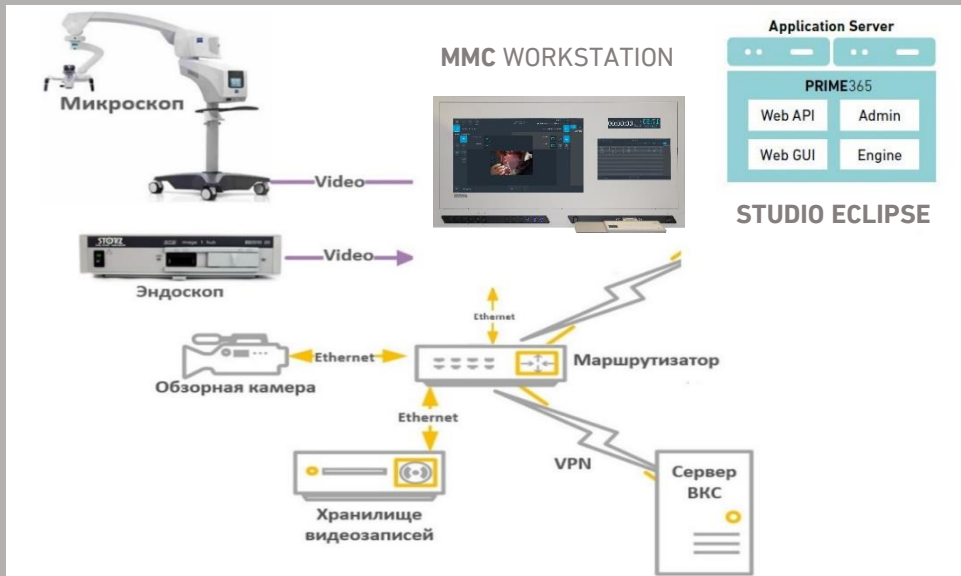 Application Server
MMC WORKSTATION
PRIME365
Микроскоп
Web API
Admin
Web GUI
Engine
Video
STUDIO ECLIPSE
STORZ
Video
Эндоскоп
Ethernet
Ethernet
Маршрутизатор
Обзорная камера
Ethernet
VPN
Сервер
ВКС
Хранилище
видеозаписей